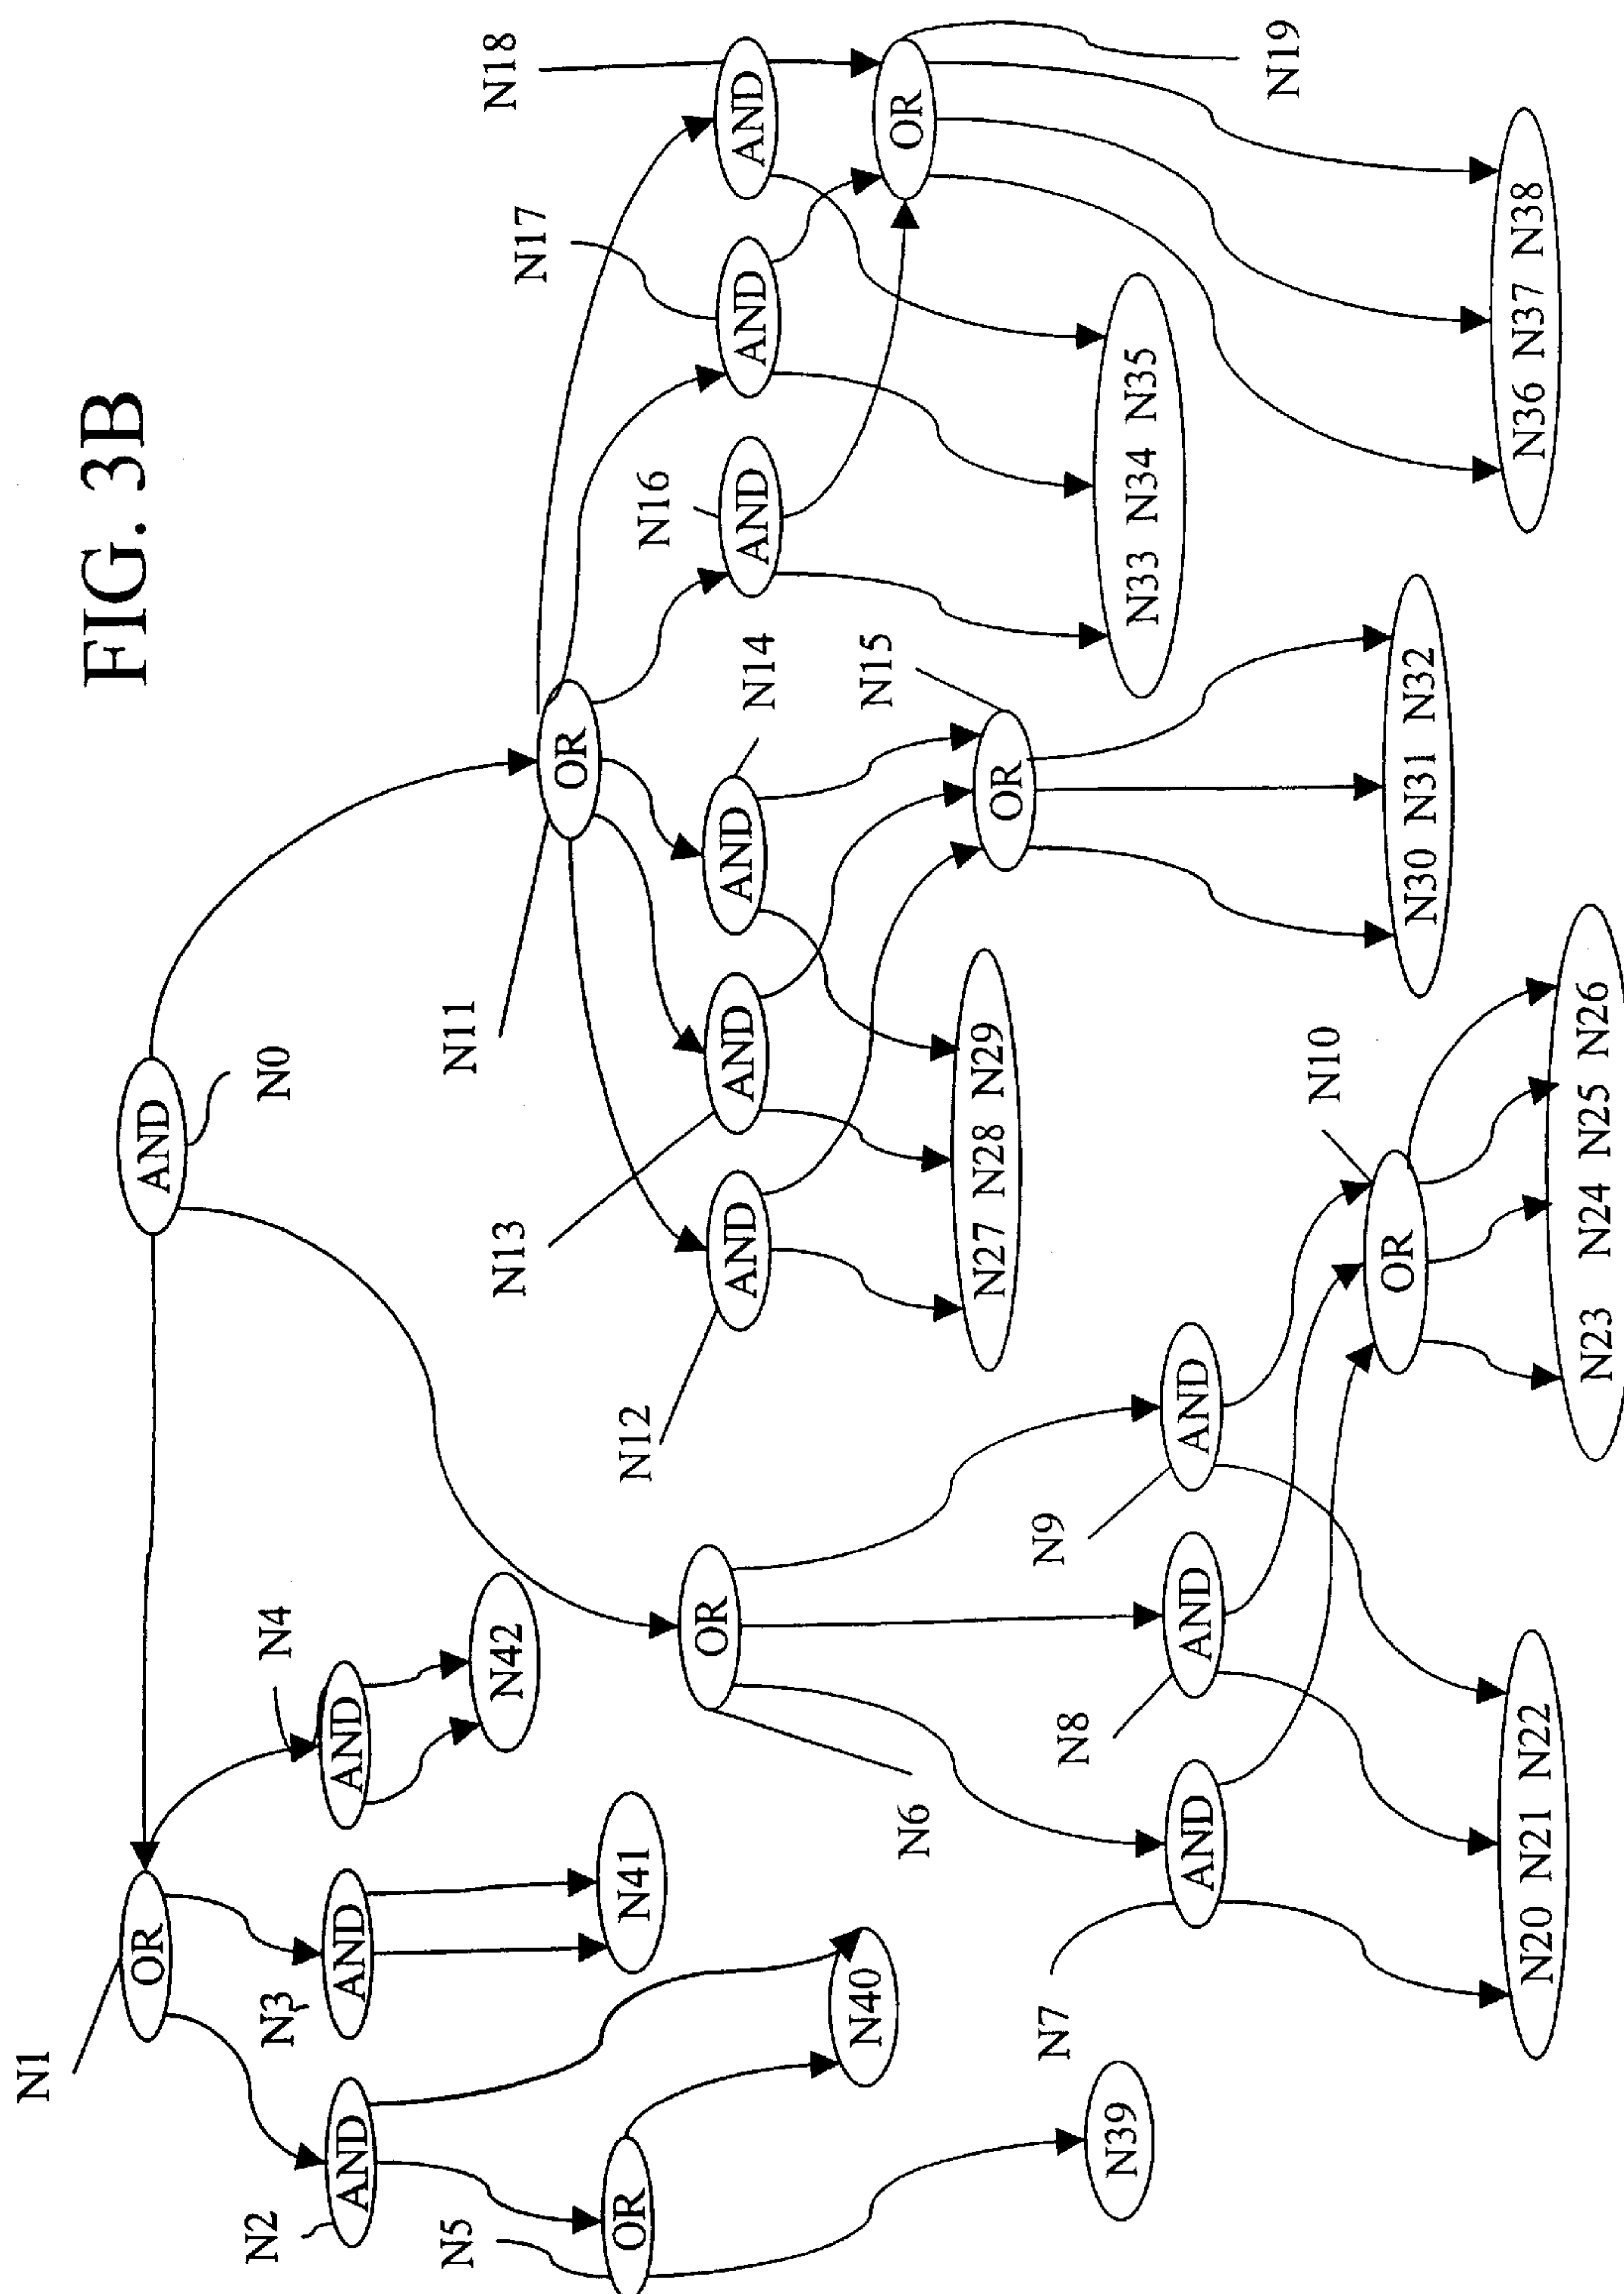 FIG. 3B
AND
N0
N1
OR
N4
N3
N2
AND
AND
AND
N42
N41
N5
OR
N40
N39
N11
OR
N18
N17
N16
N14
N13
N12
AND
AND
AND
AND
AND
AND
N15
OR
OR
N19
N27 N28 N29
N33 N34 N35
N30 N31 N32
N36 N37 N38
OR
N6
N9
N8
N7
AND
AND
AND
N10
OR
N20 N21 N22
N23 N24 N25 N26